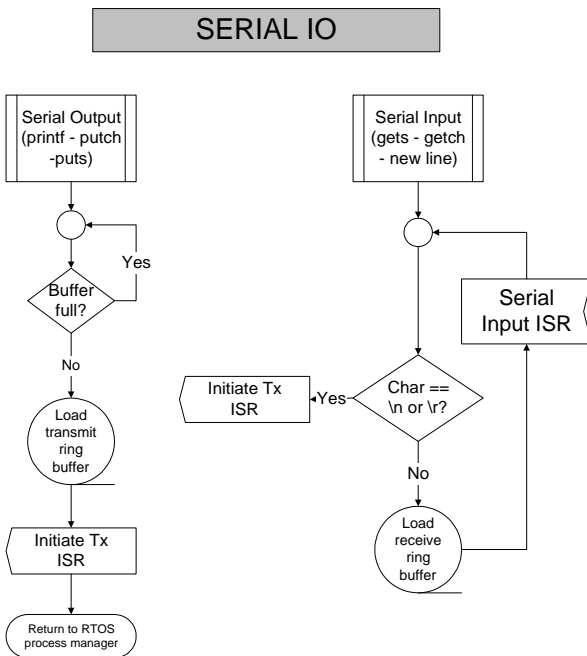 SERIAL IO
Serial Output
(printf - putch
-puts)
Yes
Buffer
full?
No
Load
transmit
ring
buffer
Initiate Tx
ISR
Return to RTOS
process manager
Serial Input
(gets - getch
- new line)
Serial
Input ISR
Char ==
\n or \r?
Yes
Initiate Tx
ISR
No
Load
receive
ring
buffer